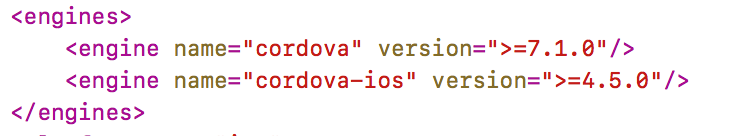 <engines>
<engine name="cordova" version=">=7.1.0"/>
<engine name="cordova-ios" version=">=4.5.0"/>
</engines>